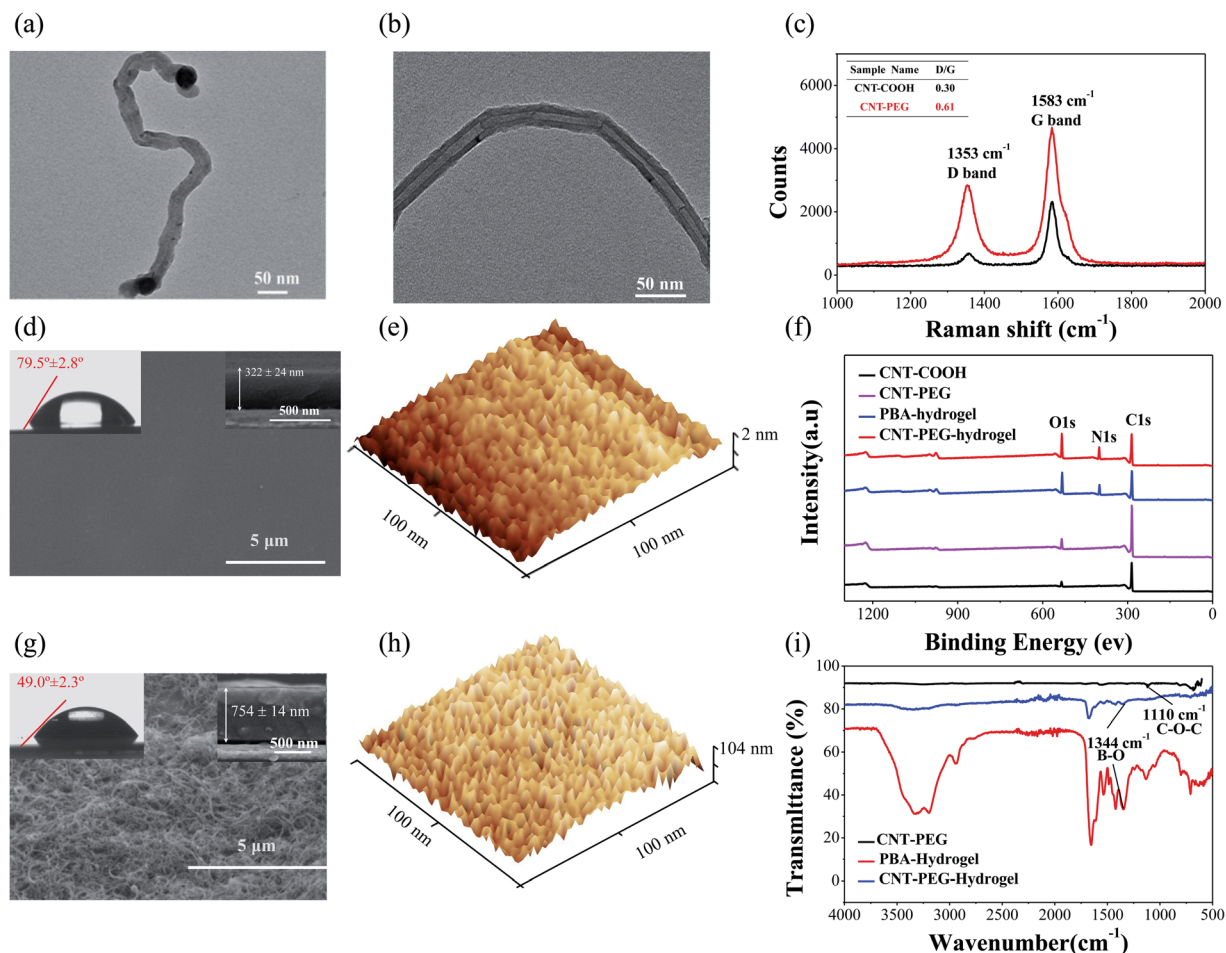 (a)
50 nm
(b)
50 nm
(c)
Sample Name D/G
CNT-COOH 0.30
CNT-PEG 0.61
1583 cm-1
G band
1353 cm-1
D band
6000
4000
2000
0
Counts
1000 1200 1400 1600 1800 2000
Raman shift (cm-1)
(d)
79.5º±2.8º
322 ± 24 nm
500 nm
5 μm
(e)
2 nm
100 nm
100 nm
(f)
CNT-COOH
CNT-PEG
PBA-hydrogel
CNT-PEG-hydrogel
O1s
N1s
C1s
Intensity(a.u)
1200 900 600 300 0
Binding Energy (ev)
(g)
49.0º±2.3º
754 ± 14 nm
500 nm
5 μm
(h)
104 nm
100 nm
100 nm
(i)
100
80
60
40
20
0
Transmlttance (%)
1110 cm-1
C-O-C
1344 cm-1
B-O
CNT-PEG
PBA-Hydrogel
CNT-PEG-Hydrogel
4000 3500 3000 2500 2000 1500 1000 500
Wavenumber(cm-1)